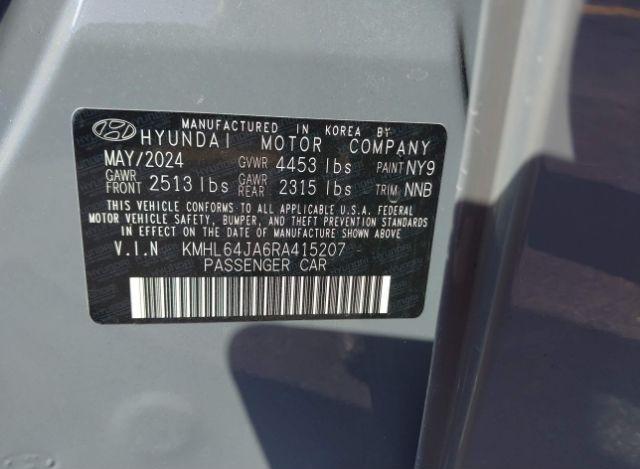 MANUFACTURED IN KOREA BY
HYUNDAI MOTOR COMPANY
MAY/2024 GVWR 4453 lbs PAINT NY9
GAWR FRONT 2513 lbs GAWR REAR 2315 lbs TRIM NNB
THIS VEHICLE CONFORMS TO ALL APPLICABLE U.S.A. FEDERAL
MOTOR VEHICLE SAFETY, BUMPER, AND THEFT PREVENTION STANDARDS
IN EFFECT ON THE DATE OF MANUFACTURE SHOWN ABOVE.
V.I.N KMHL64JA6RA415207
PASSENGER CAR